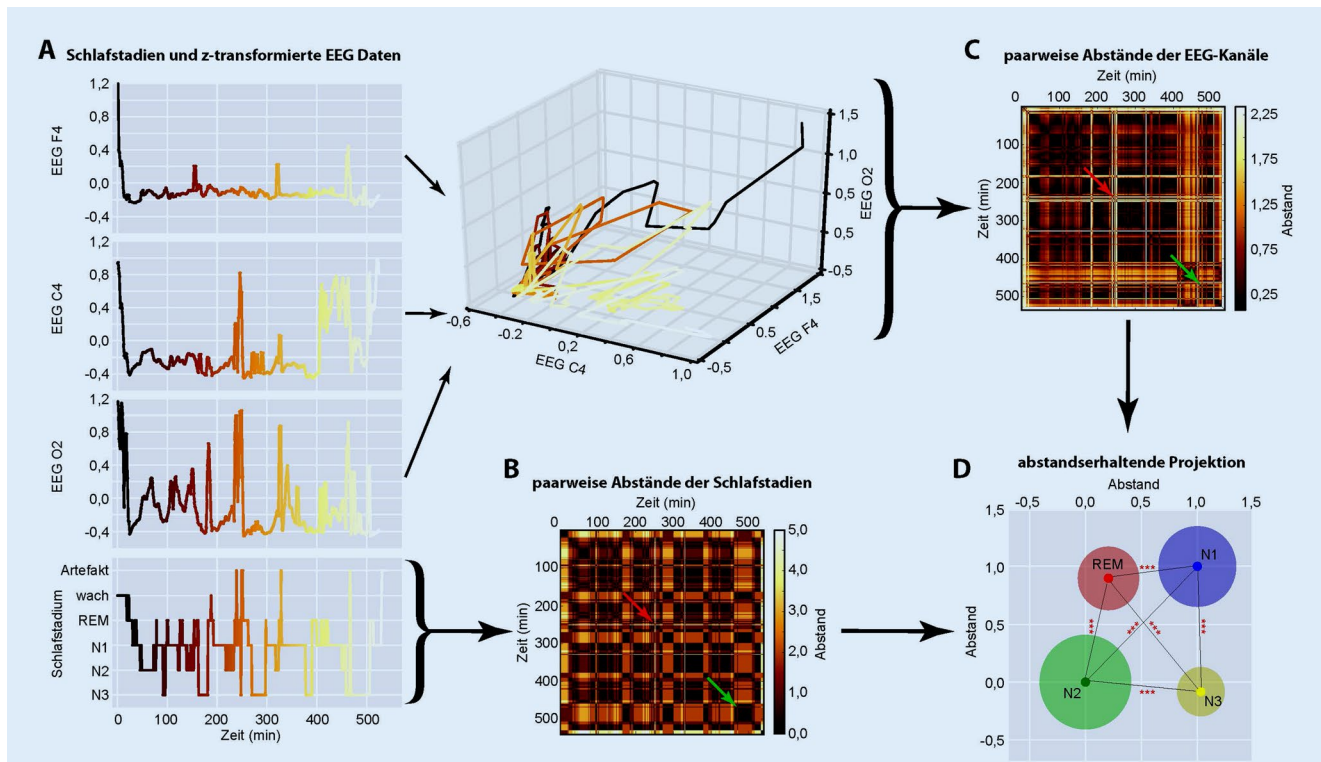 A Schlafstadien und z-transformierte EEG Daten
1,2
0,4
0,0
-0,4
EEG F4
1,2
0,8
0,4
0,0
-0,4
EEG C4
1,2
0,8
0,4
0,0
-0,4
EEG O2
Artefakt
wach
REM
N1
N2
N3
Schlafstadium
0 100 200 300 400 500
Zeit (min)
1,5
1,0
0,5
0,5
-0,5
EEG O2
1,5
0,5
-0,5
EEG F4
-0,6
-0.2
0,2
0,6
1,0
EEG C4
B
paarweise Abstände der Schlafstadien
Zeit (min)
0 100 200 300 400 500
100
200
300
400
500
Zeit (min)
5,0
4,0
3,0
2,0
1,0
0,0
Abstand
C
paarweise Abstände der EEG-Kanäle
Zeit (min)
0 100 200 300 400 500
100
200
300
400
500
Zeit (min)
2,25
1,75
1,25
0,75
0,25
Abstand
D
abstandserhaltende Projektion
Abstand
-0,5 0,0 0,5 1,0 1,5
1,5
1,0
0,5
0,0
-0,5
Abstand
REM
N1
N2
N3
***
***
***
***
***
***